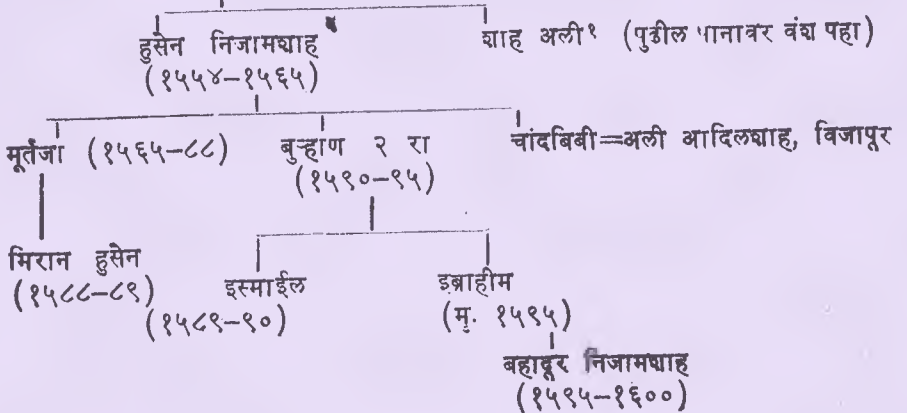 हुसेन निजामशाह शाह अली१ (पुढील पानावर वंश पहा)
(१५५४–१५६५)
मूर्तजा (१५६५–८८) बुऱ्हाण २ रा चांदबिबी=अली आदिलशाह, विजापूर
(१५९०–९५)
मिरान हुसेन
(१५८८–८९) इस्माईल इब्राहीम
(१५८९–९०) (मृ. १५९५)
बहादूर निजामशाह
(१५९५–१६००)